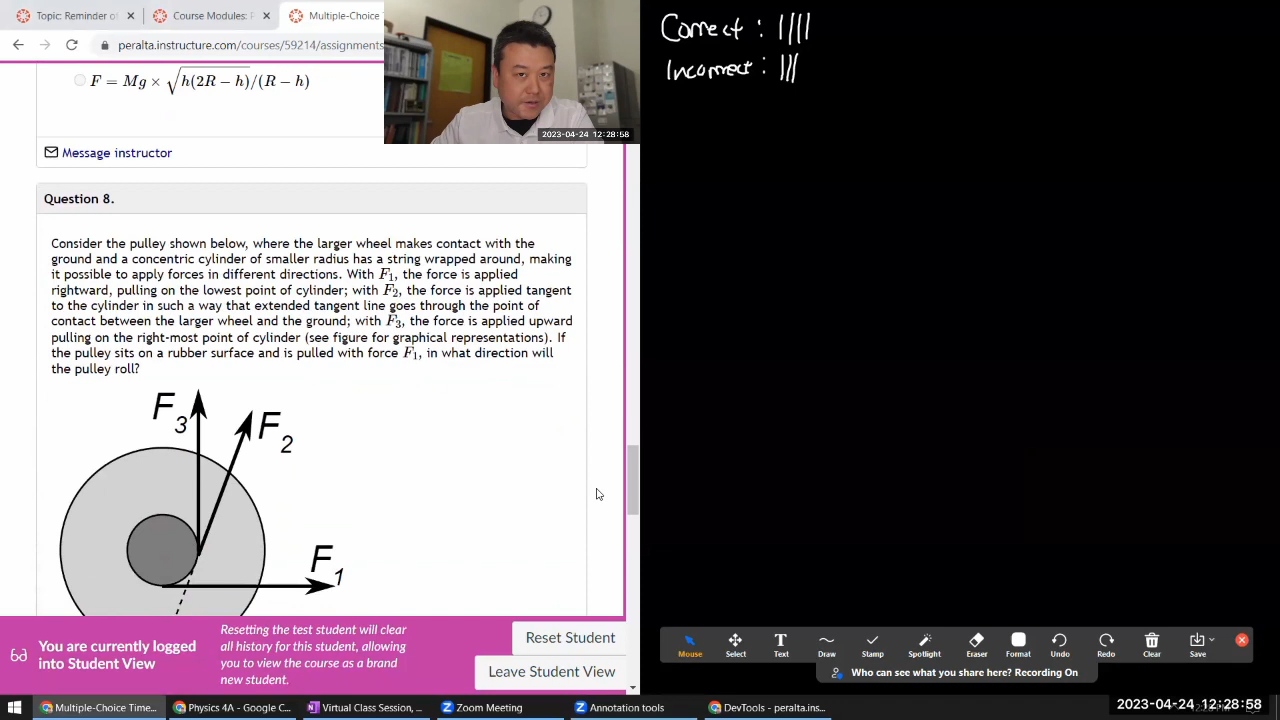 Topic: Reminder of
Course Modules: F
Multiple-Choice
peralta.instructure.com/courses/59214/assignments
2023-04-24 12:28:58
F = Mg × √h(2R − h)/(R − h)
Message instructor
Question 8.
Consider the pulley shown below, where the larger wheel makes contact with the
ground and a concentric cylinder of smaller radius has a string wrapped around, making
it possible to apply forces in different directions. With F₁, the force is applied
rightward, pulling on the lowest point of cylinder; with F₂, the force is applied tangent
to the cylinder in such a way that extended tangent line goes through the point of
contact between the larger wheel and the ground; with F₃, the force is applied upward
pulling on the right-most point of cylinder (see figure for graphical representations). If
the pulley sits on a rubber surface and is pulled with force F₁, in what direction will
the pulley roll?
F₃
F₂
F₁
You are currently logged
into Student View
Resetting the test student will clear
all history for this student, allowing
you to view the course as a brand
new student.
Reset Student
Leave Student View
Correct : ||||
Incorrect : |||
Mouse
Select
Text
Draw
Stamp
Spotlight
Eraser
Format
Undo
Redo
Clear
Save
Who can see what you share here? Recording On
Multiple-Choice Time...
Physics 4A - Google C...
Virtual Class Session, ...
Zoom Meeting
Annotation tools
DevTools - peralta.ins...
2023-04-24 12:28:58